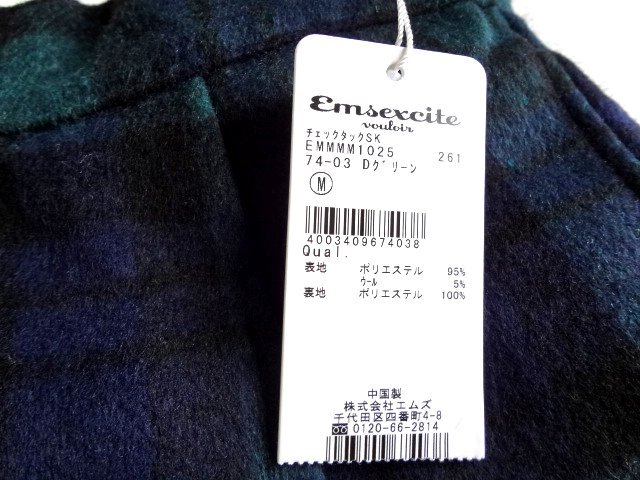 Emsexcite
vouloir
チェックタックSK
EMMMM1025 261
74-03 Dグリーン
M
4003409674038
Qual.
表地 ポリエステル 95%
ウール 5%
裏地 ポリエステル 100%
中国製
株式会社エムズ
千代田区四番町4-8
0120-66-2814